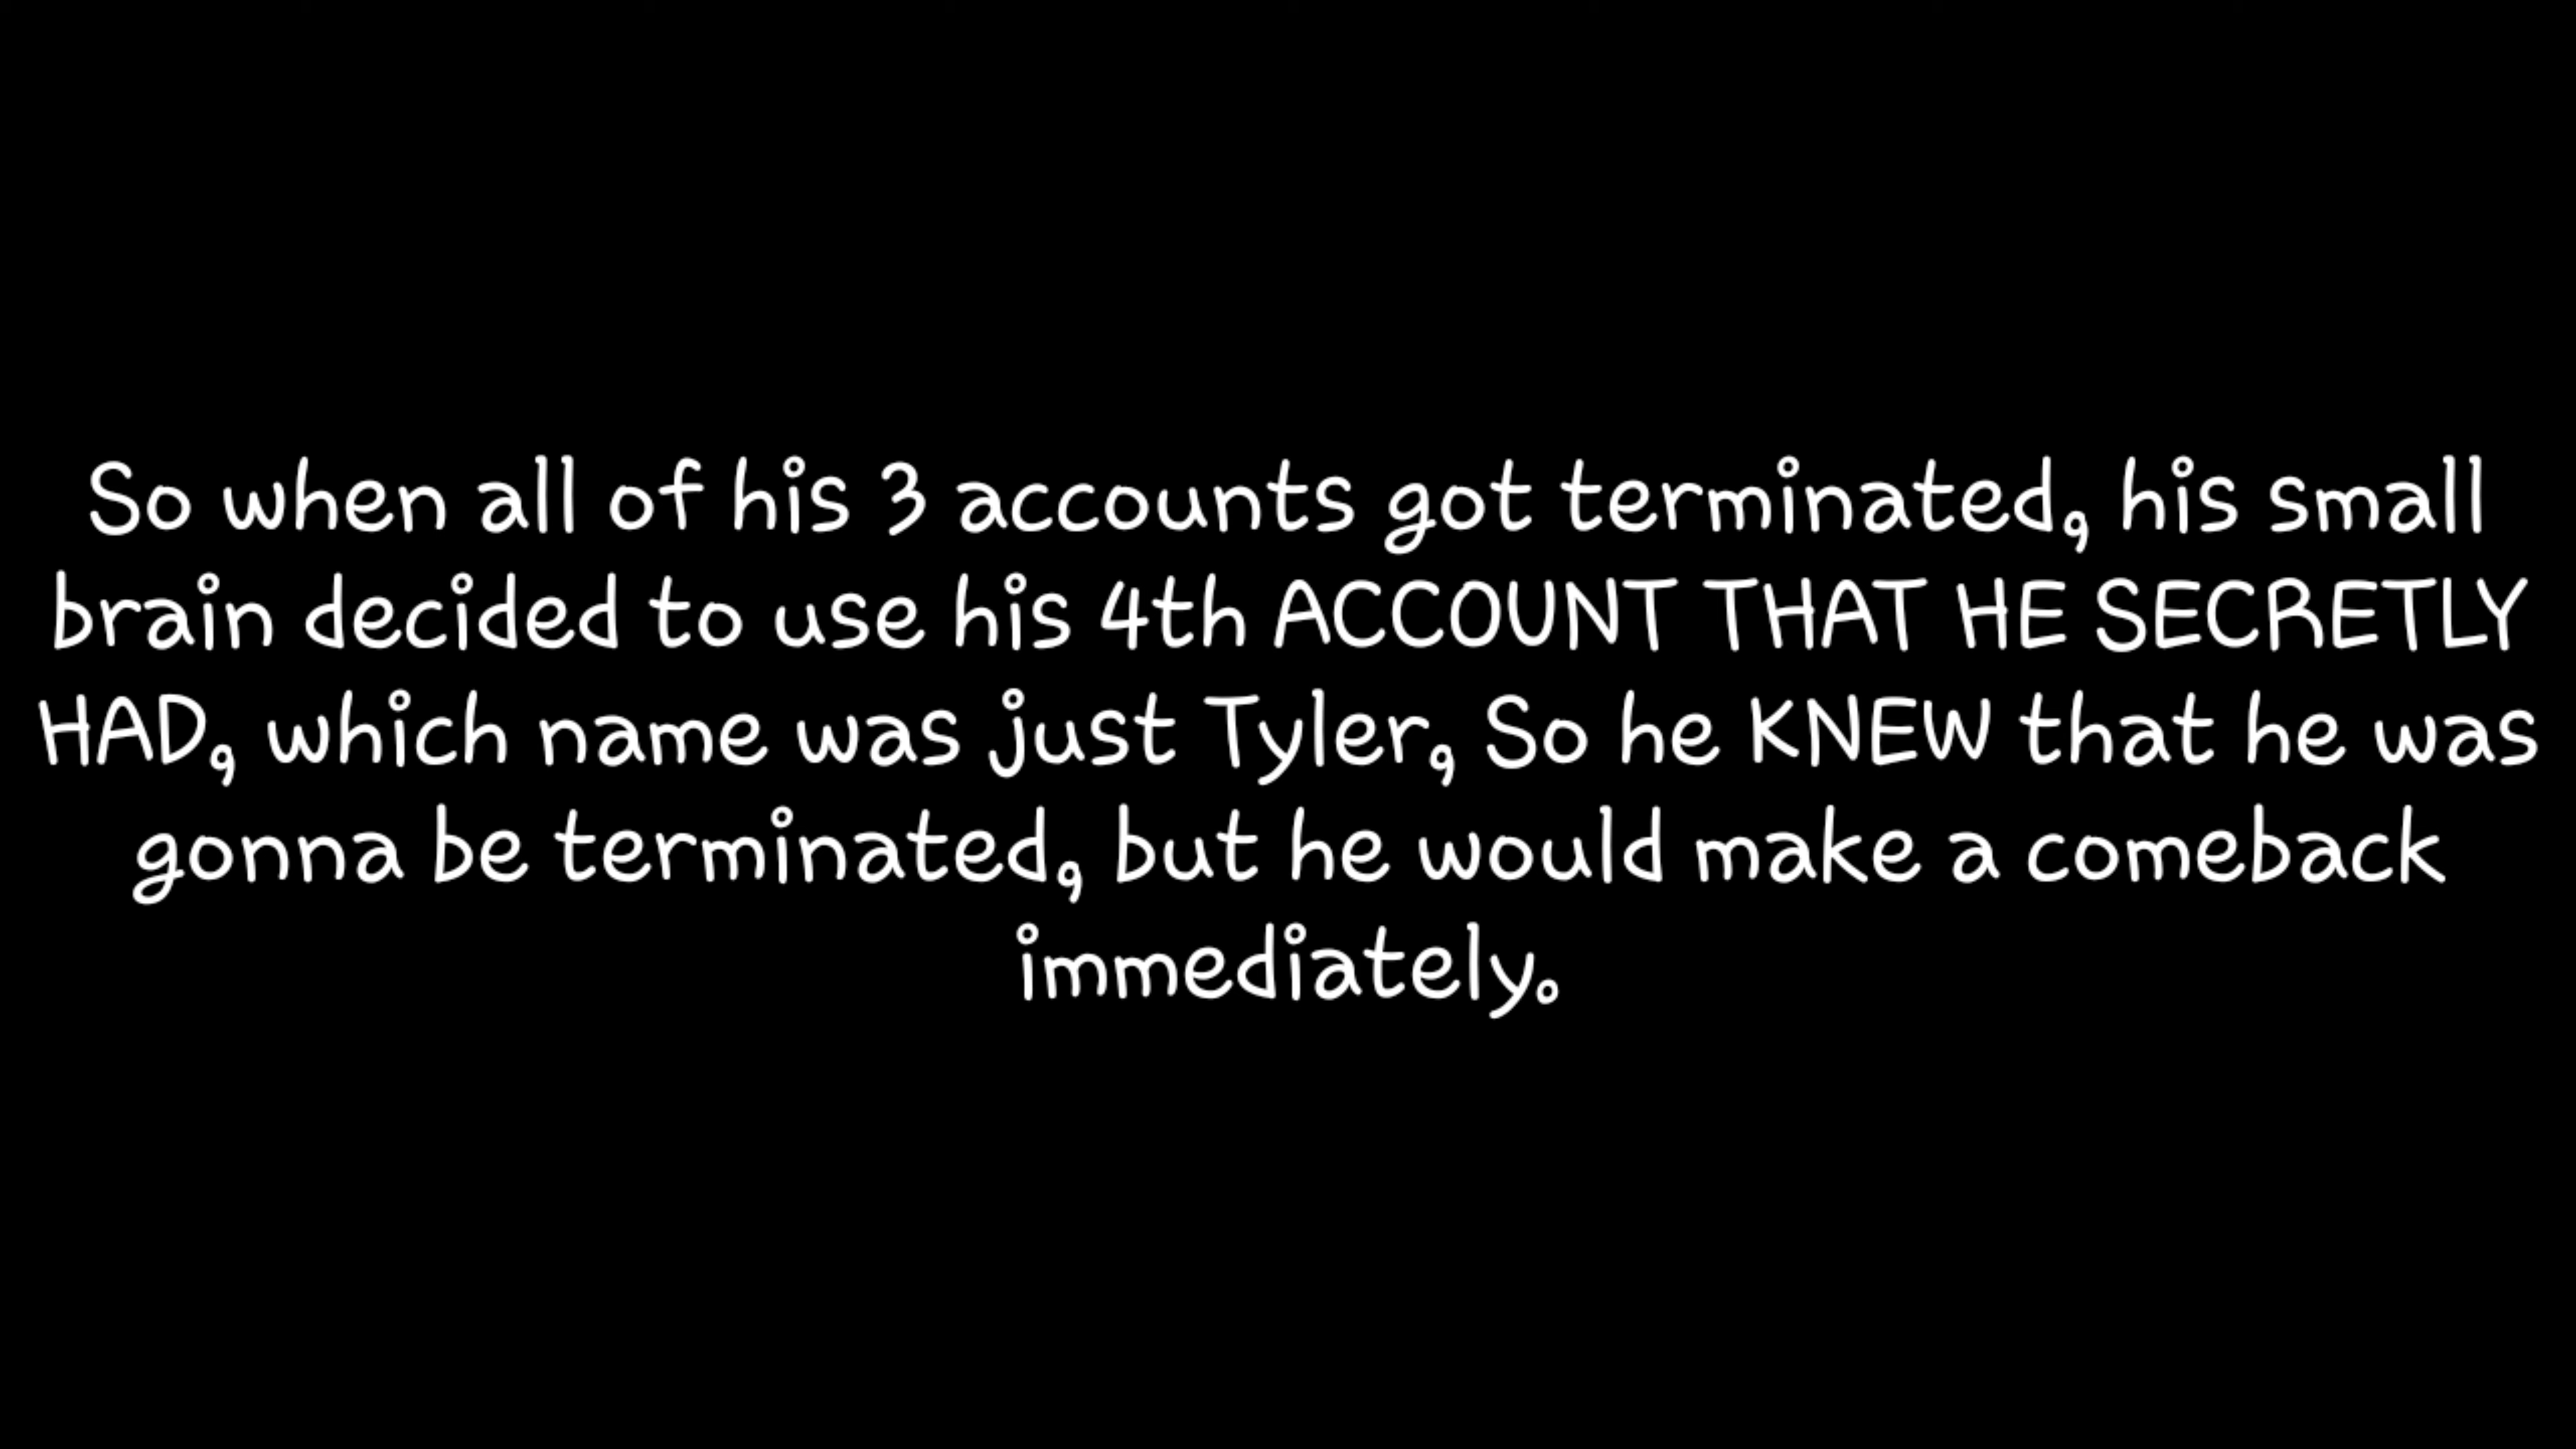 So when all of his 3 accounts got terminated, his small
brain decided to use his 4th ACCOUNT THAT HE SECRETLY
HAD, which name was just Tyler, So he KNEW that he was
gonna be terminated, but he would make a comeback
immediately.